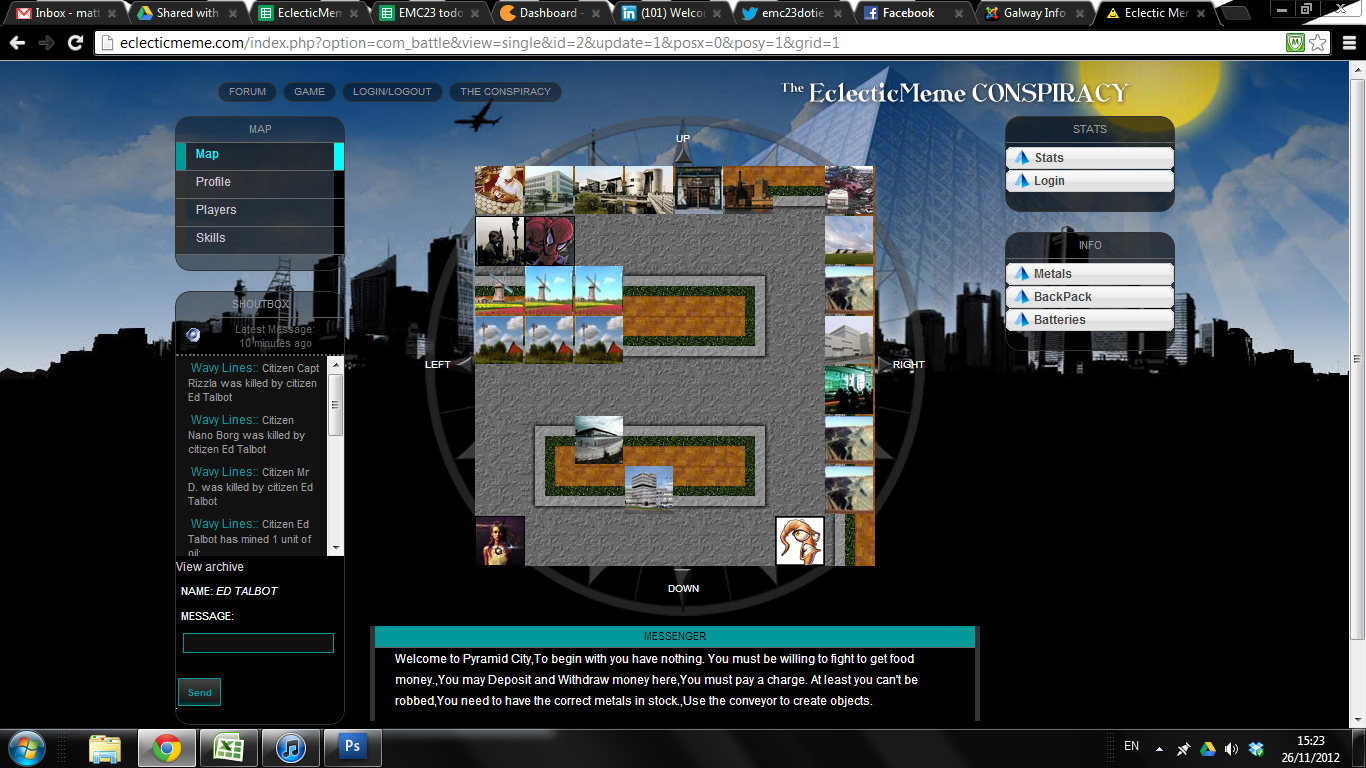 Inbox - matt
Shared with
EclecticMem
EMC23 todo
Dashboard -
(101) Welco
emc23dotie
Facebook
Galway Info
Eclectic Mer
eclecticmeme.com/index.php?option=com_battle&view=single&id=2&update=1&posx=0&posy=1&grid=1
FORUM
GAME
LOGIN/LOGOUT
THE CONSPIRACY
The EclecticMeme CONSPIRACY
MAP
Map
Profile
Players
Skills
SHOUTBOX
Latest Message:
10 minutes ago
Wavy Lines:: Citizen Capt
Rizzla was killed by citizen
Ed Talbot
Wavy Lines:: Citizen
Nano Borg was killed by
citizen Ed Talbot
Wavy Lines:: Citizen Mr
D. was killed by citizen Ed
Talbot
Wavy Lines:: Citizen Ed
Talbot has mined 1 unit of
oil;
View archive
NAME: ED TALBOT
MESSAGE:
Send
UP
LEFT
RIGHT
DOWN
STATS
Stats
Login
INFO
Metals
BackPack
Batteries
MESSENGER
Welcome to Pyramid City,To begin with you have nothing. You must be willing to fight to get food
money.,You may Deposit and Withdraw money here,You must pay a charge. At least you can't be
robbed,You need to have the correct metals in stock.,Use the conveyor to create objects.
Ps
EN
15:23
26/11/2012